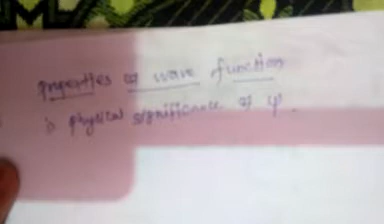 properties of wave function
i) physical significance of ψ.